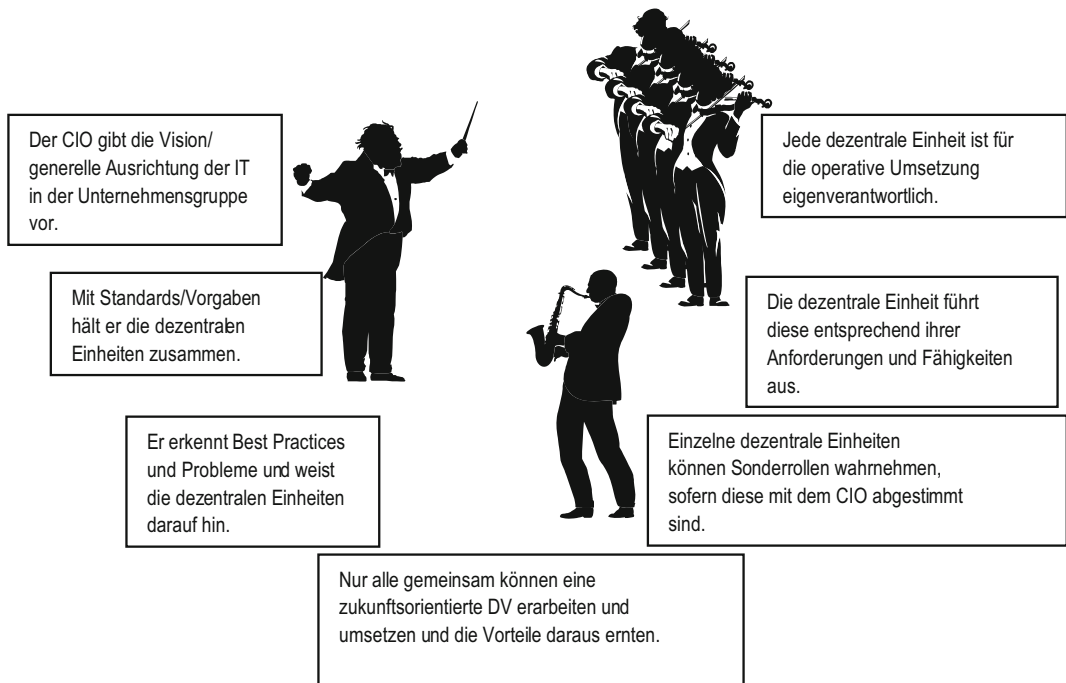 Der CIO gibt die Vision/
generelle Ausrichtung der IT
in der Unternehmensgruppe
vor.
Mit Standards/Vorgaben
hält er die dezentralen
Einheiten zusammen.
Er erkennt Best Practices
und Probleme und weist
die dezentralen Einheiten
darauf hin.
Jede dezentrale Einheit ist für
die operative Umsetzung
eigenverantwortlich.
Die dezentrale Einheit führt
diese entsprechend ihrer
Anforderungen und Fähigkeiten
aus.
Einzelne dezentrale Einheiten
können Sonderrollen wahrnehmen,
sofern diese mit dem CIO abgestimmt
sind.
Nur alle gemeinsam können eine
zukunftsorientierte DV erarbeiten und
umsetzen und die Vorteile daraus ernten.